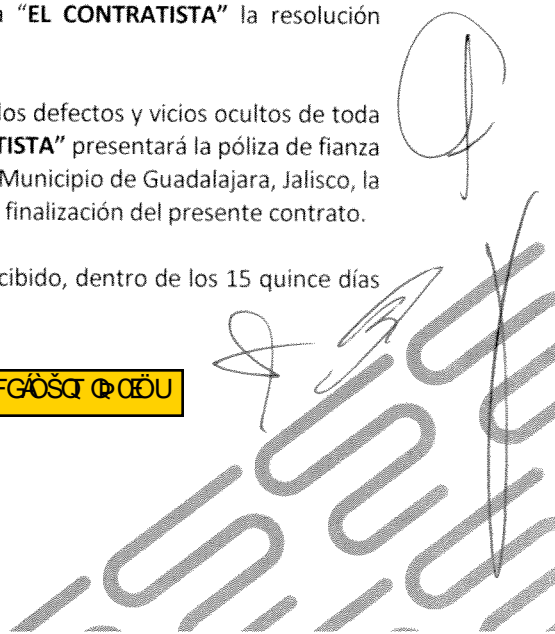 "EL CONTRATISTA" la resolución
los defectos y vicios ocultos de toda
TISTA" presentará la póliza de fianza
Municipio de Guadalajara, Jalisco, la
finalización del presente contrato.
cibido, dentro de los 15 quince días
FGÁÒŠQT Q